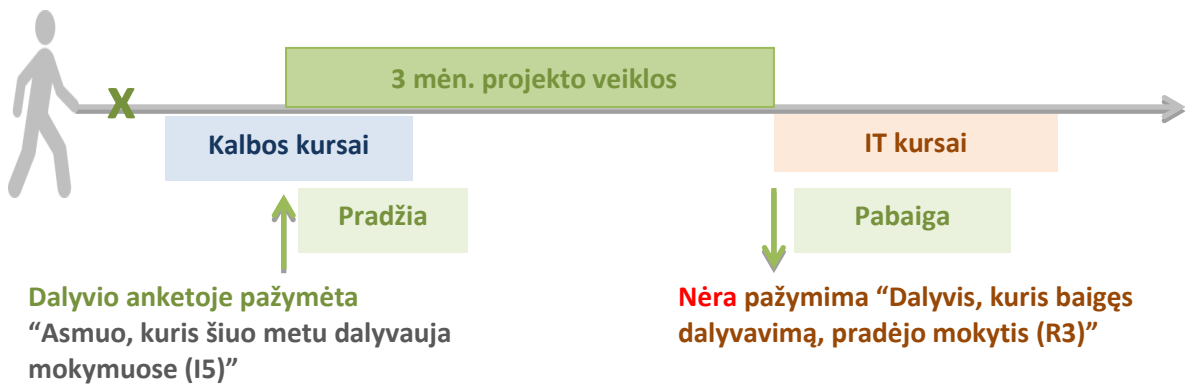 3 mėn. projekto veiklos
X
Kalbos kursai
IT kursai
Pradžia
Pabaiga
Dalyvio anketoje pažymėta
“Asmuo, kuris šiuo metu dalyvauja
mokymuose (I5)”
Nėra pažymima “Dalyvis, kuris baigęs
dalyvavimą, pradėjo mokytis (R3)”